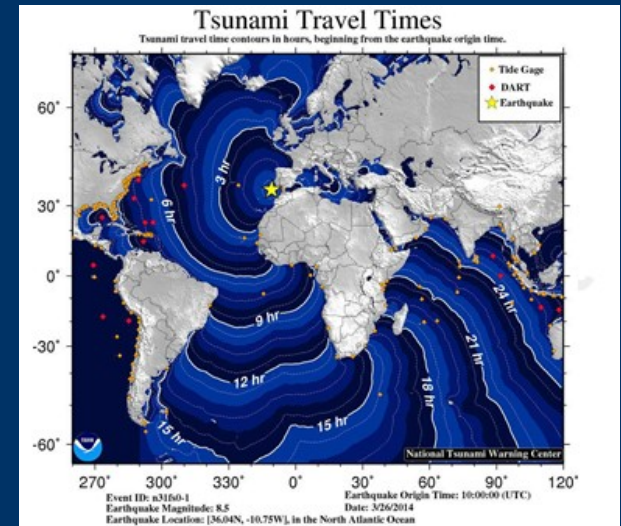 Tsunami Travel Times
Tsunami travel time contours in hours, beginning from the earthquake origin time.
Tide Gage
DART
Earthquake
60°
30°
0°
-30°
-60°
3 hr
6 hr
9 hr
12 hr
15 hr
15 hr
18 hr
21 hr
24 hr
National Tsunami Warning Center
270° 300° 330° 0° 30° 60° 90° 120°
Event ID: n31fs0-1 Earthquake Origin Time: 10:00:00 (UTC)
Earthquake Magnitude: 8.5 Date: 3/26/2014
Earthquake Location: [36.04N, -10.75W], in the North Atlantic Ocean